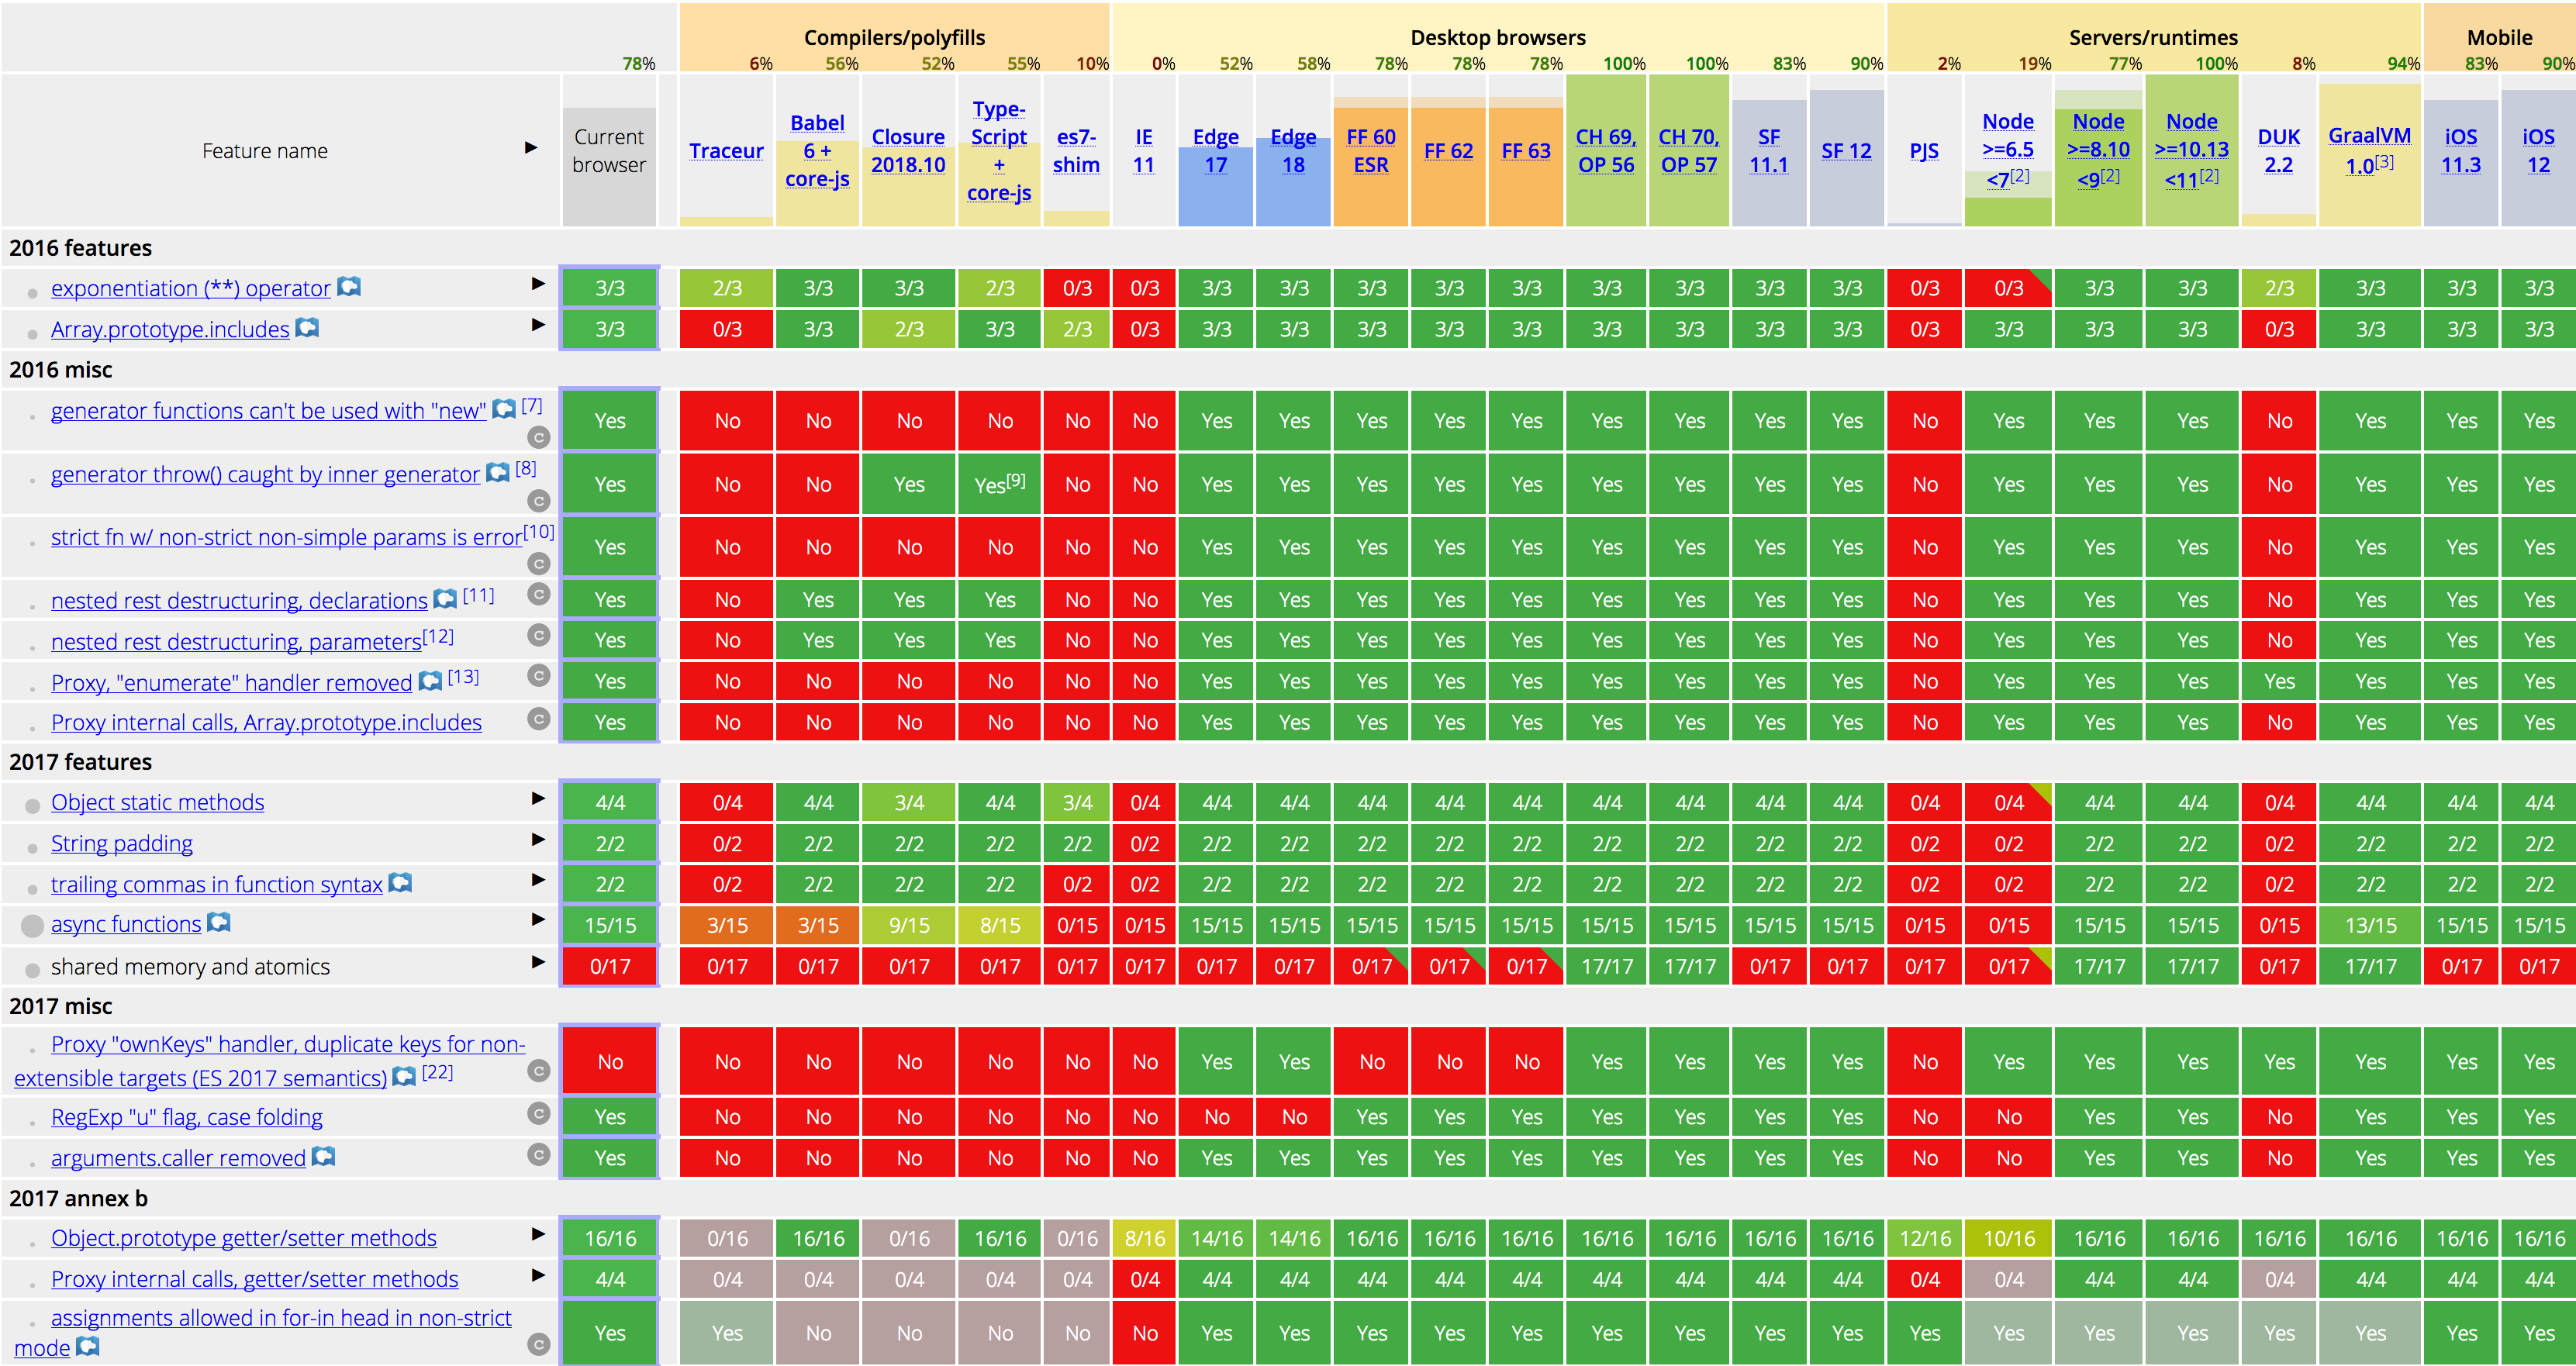 Compilers/polyfills Desktop browsers Servers/runtimes Mobile
78% 6% 56% 52% 55% 10% 0% 52% 58% 78% 78% 78% 100% 100% 83% 90% 2% 19% 77% 100% 8% 94% 83% 90%
Feature name ▶ Current browser Traceur Babel 6 + core-js Closure 2018.10 Type-Script + core-js es7-shim IE 11 Edge 17 Edge 18 FF 60 ESR FF 62 FF 63 CH 69, OP 56 CH 70, OP 57 SF 11.1 SF 12 PJS Node >=6.5 <7[2] Node >=8.10 <9[2] Node >=10.13 <11[2] DUK 2.2 GraalVM 1.0[3] iOS 11.3 iOS 12
2016 features
exponentiation (**) operator ▶ 3/3 2/3 3/3 3/3 2/3 0/3 0/3 3/3 3/3 3/3 3/3 3/3 3/3 3/3 3/3 3/3 0/3 0/3 3/3 3/3 2/3 3/3 3/3 3/3
Array.prototype.includes ▶ 3/3 0/3 3/3 2/3 3/3 2/3 0/3 3/3 3/3 3/3 3/3 3/3 3/3 3/3 3/3 3/3 0/3 3/3 3/3 3/3 0/3 3/3 3/3 3/3
2016 misc
generator functions can't be used with "new" [7] c Yes No No No No No No Yes Yes Yes Yes Yes Yes Yes Yes Yes No Yes Yes Yes No Yes Yes Yes
generator throw() caught by inner generator [8] c Yes No No Yes Yes[9] No No Yes Yes Yes Yes Yes Yes Yes Yes Yes No Yes Yes Yes No Yes Yes Yes
strict fn w/ non-strict non-simple params is error[10] c Yes No No No No No No Yes Yes Yes Yes Yes Yes Yes Yes Yes No Yes Yes Yes No Yes Yes Yes
nested rest destructuring, declarations [11] c Yes No Yes Yes Yes No No Yes Yes Yes Yes Yes Yes Yes Yes Yes No Yes Yes Yes No Yes Yes Yes
nested rest destructuring, parameters[12] c Yes No Yes Yes Yes No No Yes Yes Yes Yes Yes Yes Yes Yes Yes No Yes Yes Yes No Yes Yes Yes
Proxy, "enumerate" handler removed [13] c Yes No No No No No No Yes Yes Yes Yes Yes Yes Yes Yes Yes No Yes Yes Yes Yes Yes Yes Yes
Proxy internal calls, Array.prototype.includes c Yes No No No No No No Yes Yes Yes Yes Yes Yes Yes Yes Yes No Yes Yes Yes No Yes Yes Yes
2017 features
Object static methods ▶ 4/4 0/4 4/4 3/4 4/4 3/4 0/4 4/4 4/4 4/4 4/4 4/4 4/4 4/4 4/4 4/4 0/4 0/4 4/4 4/4 0/4 4/4 4/4 4/4
String padding ▶ 2/2 0/2 2/2 2/2 2/2 2/2 0/2 2/2 2/2 2/2 2/2 2/2 2/2 2/2 2/2 2/2 0/2 0/2 2/2 2/2 0/2 2/2 2/2 2/2
trailing commas in function syntax ▶ 2/2 0/2 2/2 2/2 2/2 0/2 0/2 2/2 2/2 2/2 2/2 2/2 2/2 2/2 2/2 2/2 0/2 0/2 2/2 2/2 0/2 2/2 2/2 2/2
async functions ▶ 15/15 3/15 3/15 9/15 8/15 0/15 0/15 15/15 15/15 15/15 15/15 15/15 15/15 15/15 15/15 15/15 0/15 0/15 15/15 15/15 0/15 13/15 15/15 15/15
shared memory and atomics ▶ 0/17 0/17 0/17 0/17 0/17 0/17 0/17 0/17 0/17 0/17 0/17 0/17 17/17 17/17 0/17 0/17 0/17 0/17 17/17 17/17 0/17 17/17 0/17 0/17
2017 misc
Proxy "ownKeys" handler, duplicate keys for non-
extensible targets (ES 2017 semantics) [22] c No No No No No No No Yes Yes No No No Yes Yes Yes Yes No Yes Yes Yes Yes Yes Yes Yes
RegExp "u" flag, case folding c Yes No No No No No No No No Yes Yes Yes Yes Yes Yes Yes No No Yes Yes No Yes Yes Yes
arguments.caller removed c Yes No No No No No No Yes Yes Yes Yes Yes Yes Yes Yes Yes No No Yes Yes No Yes Yes Yes
2017 annex b
Object.prototype getter/setter methods ▶ 16/16 0/16 16/16 0/16 16/16 0/16 8/16 14/16 14/16 16/16 16/16 16/16 16/16 16/16 16/16 16/16 12/16 10/16 16/16 16/16 16/16 16/16 16/16 16/16
Proxy internal calls, getter/setter methods ▶ 4/4 0/4 0/4 0/4 0/4 0/4 0/4 4/4 4/4 4/4 4/4 4/4 4/4 4/4 4/4 4/4 0/4 0/4 4/4 4/4 0/4 4/4 4/4 4/4
assignments allowed in for-in head in non-strict
mode c Yes Yes No No No No No Yes Yes Yes Yes Yes Yes Yes Yes Yes Yes Yes Yes Yes Yes Yes Yes Yes